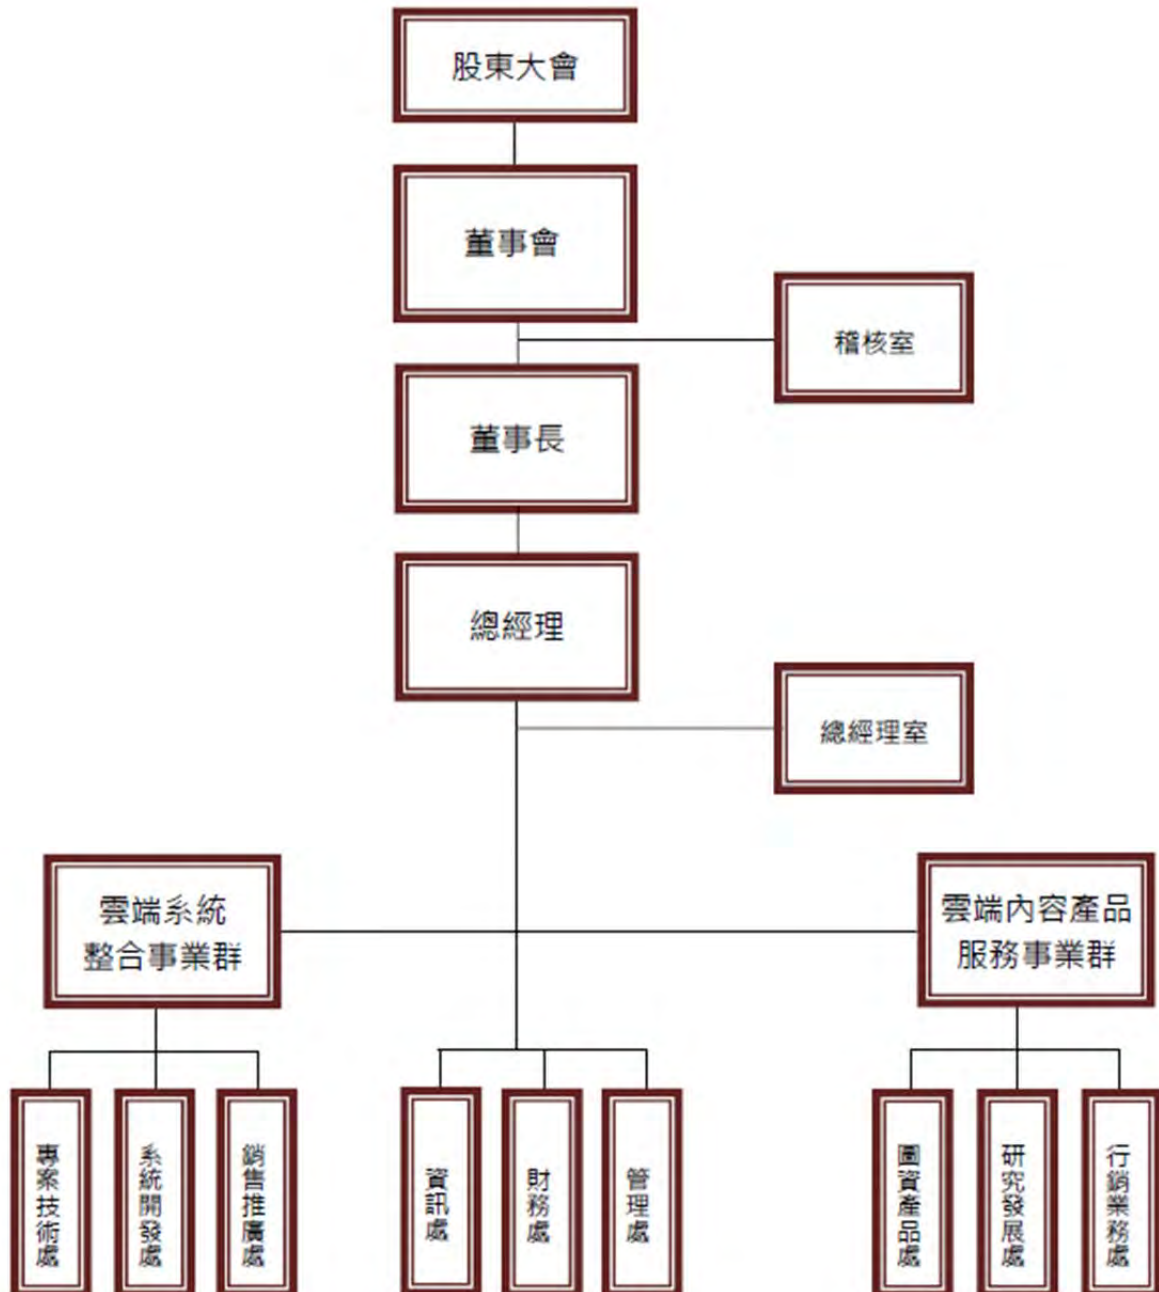 股東大會
董事會
稽核室
董事長
總經理
總經理室
雲端系統
整合事業群
雲端內容產品
服務事業群
專案技術處
系統開發處
銷售推廣處
資訊處
財務處
管理處
圖資產品處
研究發展處
行銷業務處